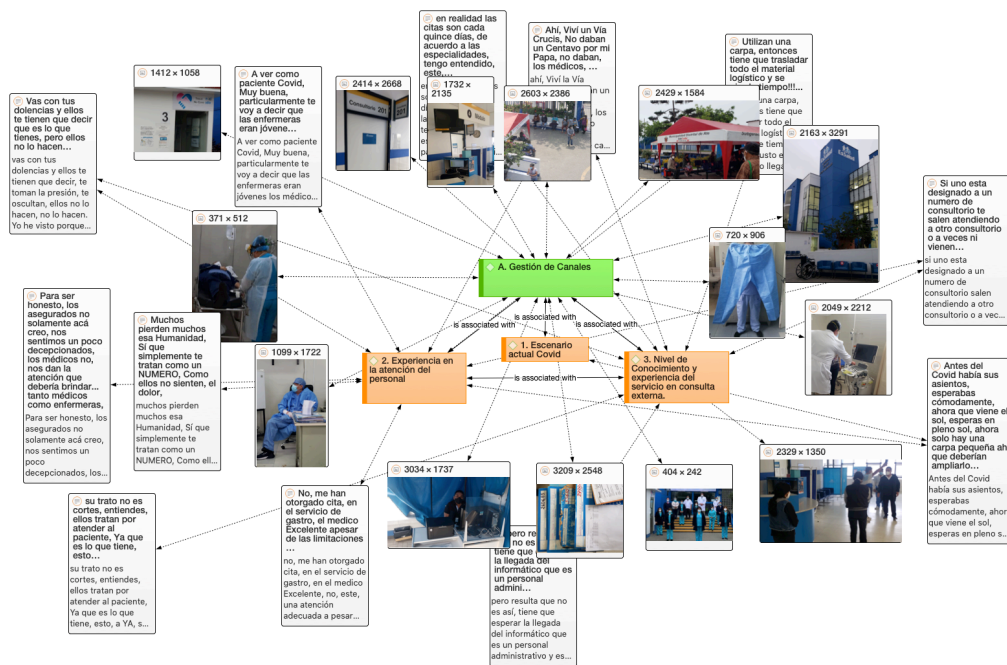 en realidad las
citas son cada
quince días, de
acuerdo a las
especialidades,
tengo entendido,
este,...
Ahí, Viví un Vía
Crucis, No daban
un Centavo por mi
Papa, no daban,
los médicos, ...
ahí, Viví la Vía
Utilizan una
carpa, entonces
tiene que trasladar
todo el material
logístico y se
1412 × 1058
3
A ver como
paciente Covid,
Muy buena,
particularmente te
voy a decir que
las enfermeras
eran jóvene...
A ver como
paciente Covid,
Muy buena,
particularmente te
voy a decir que las
enfermeras eran
jóvenes los médico...
2414 × 2668
Consultorio 201
201
1732 ×
2135
2603 × 2386
2429 × 1584
2163 × 3291
Vas con tus
dolencias y ellos
te tienen que decir
que es lo que
tienes, pero ellos
no lo hacen...
vas con tus
dolencias y ellos te
tienen que decir, te
toman la presión, te
oscultan, ellos no lo
hacen, no lo hacen.
Yo he visto porque...
Si uno esta
designado a un
numero de
consultorio te
salen atendiendo
a otro consultorio
o a veces ni
vienen...
si uno esta
designado a un
numero de
consultorio salen
atendiendo a otro
consultorio o a vec...
371 × 512
720 × 906
A. Gestión de Canales
2049 × 2212
Para ser
honesto, los
asegurados no
solamente acá
creo, nos
sentimos un poco
decepcionados,
los médicos no,
nos dan la
atención que
debería brindar...
tanto médicos
como enfermeras,
Para ser honesto, los
asegurados no
solamente acá creo,
nos sentimos un
poco
decepcionados, los...
Muchos
pierden muchos
esa Humanidad,
Sí que
simplemente te
tratan como un
NUMERO, Como
ellos no sienten, el
dolor,
muchos pierden
muchos esa
Humanidad, Sí que
simplemente te
tratan como un
NUMERO, Como ell...
1099 × 1722
is associated with
is associated with
1. Escenario
actual Covid
2. Experiencia en
la atención del
personal
is associated with
3. Nivel de
Conocimiento y
experiencia del
servicio en consulta
externa.
Antes del
Covid había sus
asientos,
esperabas
cómodamente,
ahora que viene el
sol, esperas en
pleno sol, ahora
solo hay una
carpa pequeña ah
que deberían
ampliarlo...
Antes del Covid
había sus asientos,
esperabas
cómodamente, ahor
que viene el sol,
esperas en pleno s...
su trato no es
cortes, entiendes,
ellos tratan por
atender al
paciente, Ya que
es lo que tiene,
esto...
su trato no es
cortes, entiendes,
ellos tratan por
atender al paciente,
Ya que es lo que
tiene, esto, a YA, s...
No, me han
otorgado cita, en
el servicio de
gastro, el medico
Excelente apesar
de las limitaciones
...
no, me han otorgado
cita, en el servicio de
gastro, en el medico
Excelente, no, este,
una atención
adecuada a pesar...
3034 × 1737
3209 × 2548
404 × 242
2329 × 1350
la llegada del
informático que es
un personal
admini...
pero resulta que no
es así, tiene que
esperar la llegada
del informático que
es un personal
administrativo y es...